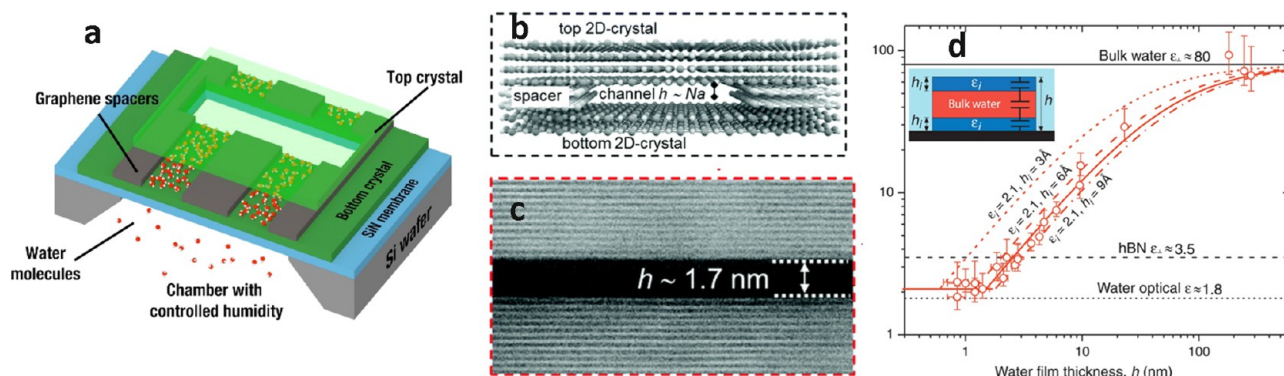 a
Graphene spacers
Top crystal
Bottom crystal
SiN membrane
Si wafer
Water
molecules
Chamber with
controlled humidity
b
top 2D-crystal
spacer
channel h ~ Na
bottom 2D-crystal
c
h ~ 1.7 nm
d
100
10
1
Bulk water ε⊥≈80
hᵢ
εᵢ
Bulk water
h
hᵢ
εᵢ
εᵢ = 2.1, hᵢ = 3Å
εᵢ = 2.1, hᵢ = 6Å
εᵢ = 2.1, hᵢ = 9Å
hBN ε⊥≈3.5
Water optical ε≈1.8
1
10
100
Water film thickness, h (nm)